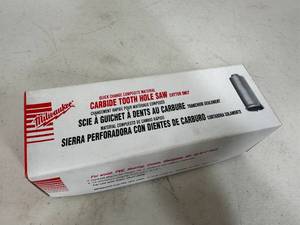 Milwaukee
QUICK CHANGE COMPOSITE MATERIAL
CARBIDE TOOTH HOLE SAW CUTTER ONLY
CHANGEMENT RAPIDE POUR MATÉRIAUX COMPOSÉS
SCIE À GUICHET À DENTS AU CARBURE TRANCHOIR SEULEMENT
MATERIAL COMPUESTO DE CAMBIO RÁPIDO
SIERRA PERFORADORA CON DIENTES DE CARBURO CORTADORA SOLAMENTE